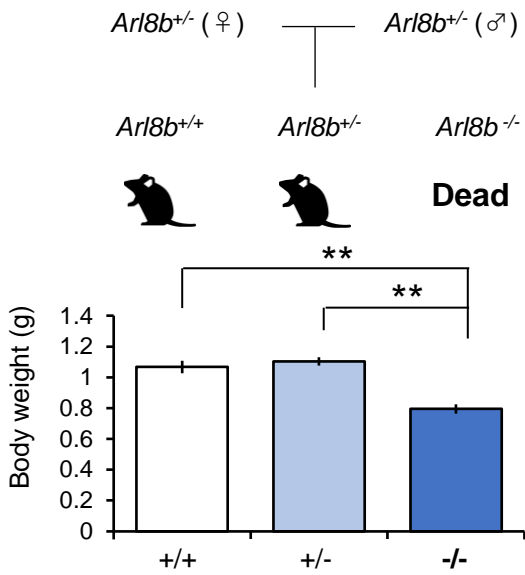 Arl8b+/- (♀) Arl8b+/- (♂)
Arl8b+/+ Arl8b+/- Arl8b -/-
Dead
**
**
Body weight (g)
1.4
1.2
1
0.8
0.6
0.4
0.2
0
+/+ +/- -/-